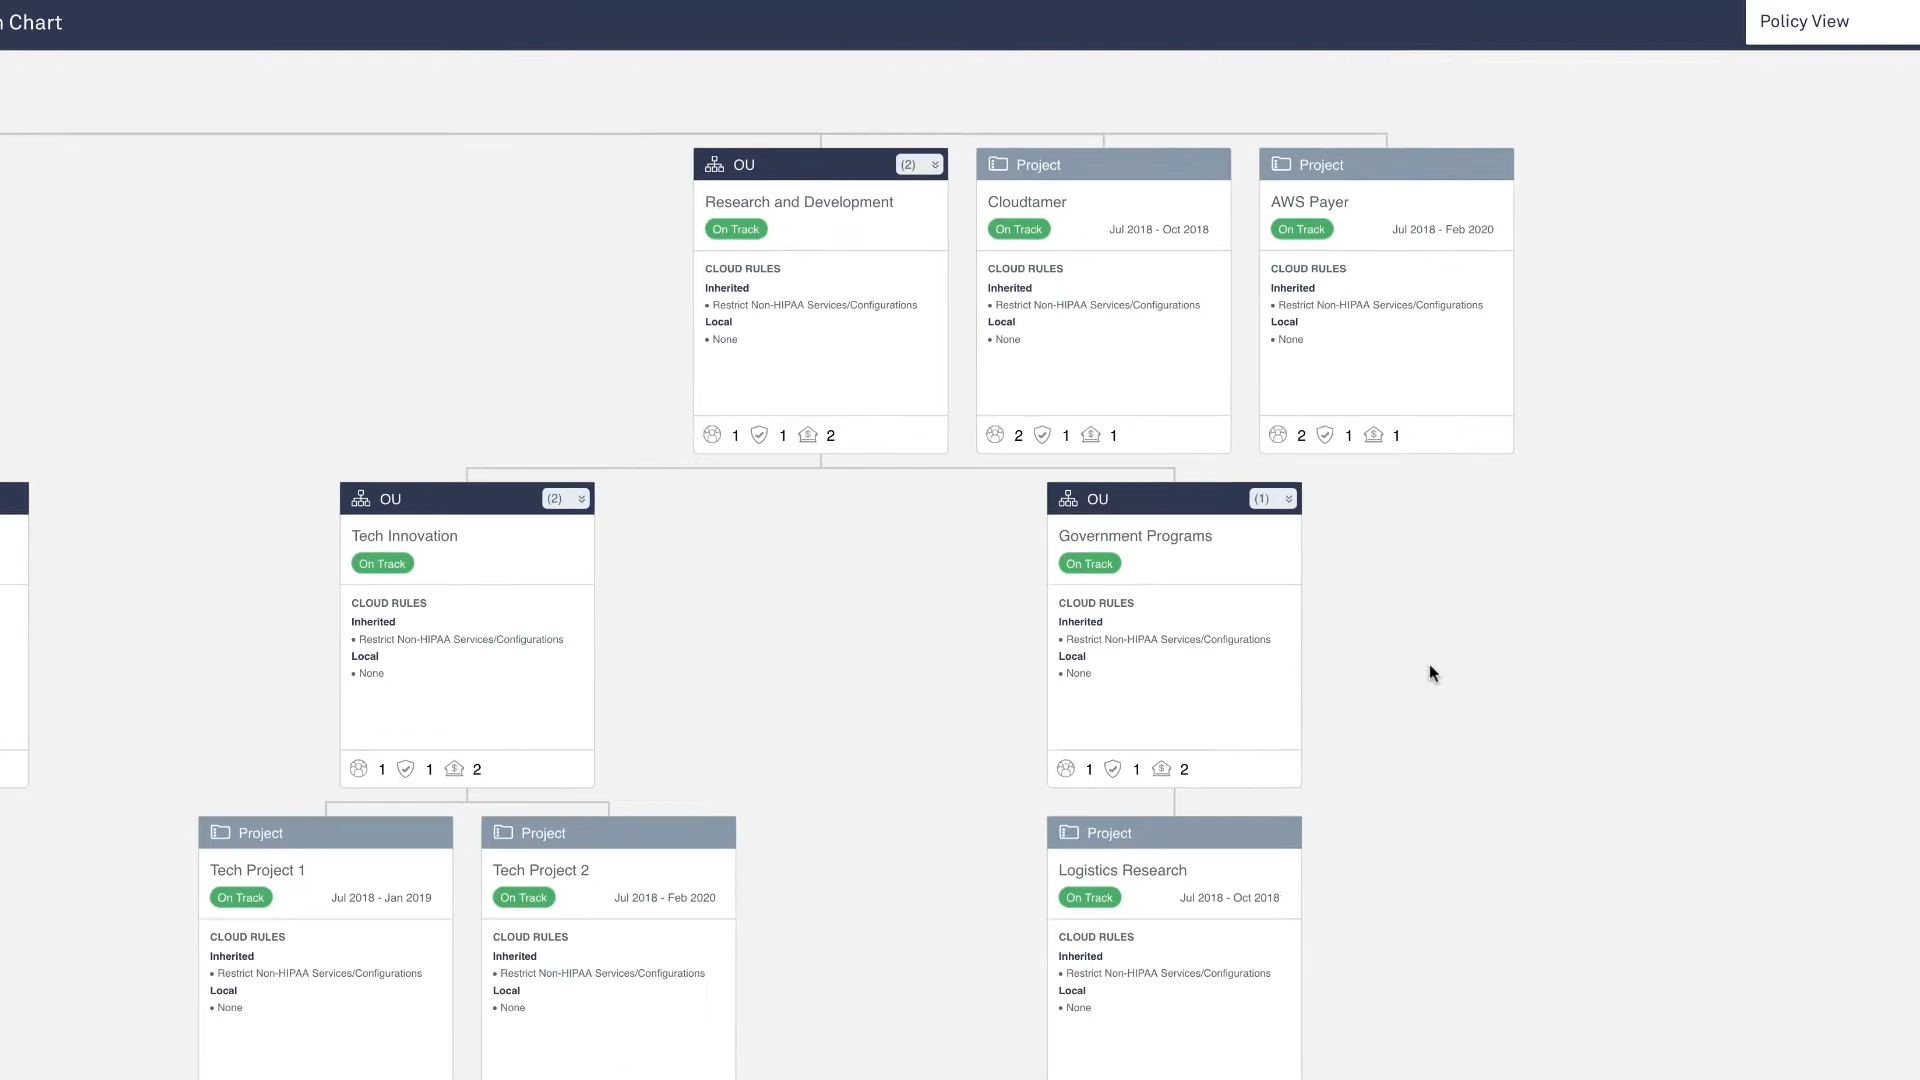 n Chart
Policy View
OU (2)
Research and Development
On Track
CLOUD RULES
Inherited
• Restrict Non-HIPAA Services/Configurations
Local
• None
1 1 2
Project
Cloudtamer
On Track Jul 2018 - Oct 2018
CLOUD RULES
Inherited
• Restrict Non-HIPAA Services/Configurations
Local
• None
2 1 1
Project
AWS Payer
On Track Jul 2018 - Feb 2020
CLOUD RULES
Inherited
• Restrict Non-HIPAA Services/Configurations
Local
• None
2 1 1
OU (2)
Tech Innovation
On Track
CLOUD RULES
Inherited
• Restrict Non-HIPAA Services/Configurations
Local
• None
1 1 2
OU (1)
Government Programs
On Track
CLOUD RULES
Inherited
• Restrict Non-HIPAA Services/Configurations
Local
• None
1 1 2
Project
Tech Project 1
On Track Jul 2018 - Jan 2019
CLOUD RULES
Inherited
• Restrict Non-HIPAA Services/Configurations
Local
• None
Project
Tech Project 2
On Track Jul 2018 - Feb 2020
CLOUD RULES
Inherited
• Restrict Non-HIPAA Services/Configurations
Local
• None
Project
Logistics Research
On Track Jul 2018 - Oct 2018
CLOUD RULES
Inherited
• Restrict Non-HIPAA Services/Configurations
Local
• None